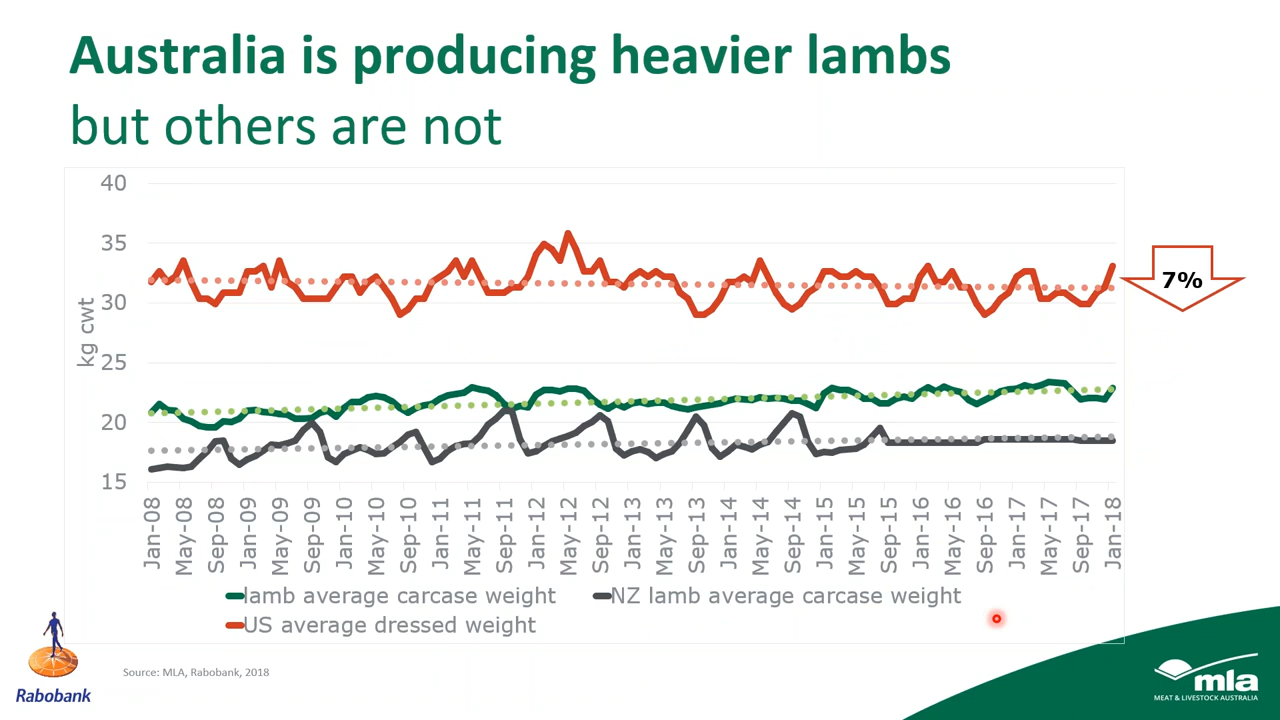 Australia is producing heavier lambs
but others are not
40
35
30
25
20
15
kg cwt
7%
Jan-08
May-08
Sep-08
Jan-09
May-09
Sep-09
Jan-10
May-10
Sep-10
Jan-11
May-11
Sep-11
Jan-12
May-12
Sep-12
Jan-13
May-13
Sep-13
Jan-14
May-14
Sep-14
Jan-15
May-15
Sep-15
Jan-16
May-16
Sep-16
Jan-17
May-17
Sep-17
Jan-18
lamb average carcase weight
NZ lamb average carcase weight
US average dressed weight
Source: MLA, Rabobank, 2018
Rabobank
mla
MEAT & LIVESTOCK AUSTRALIA